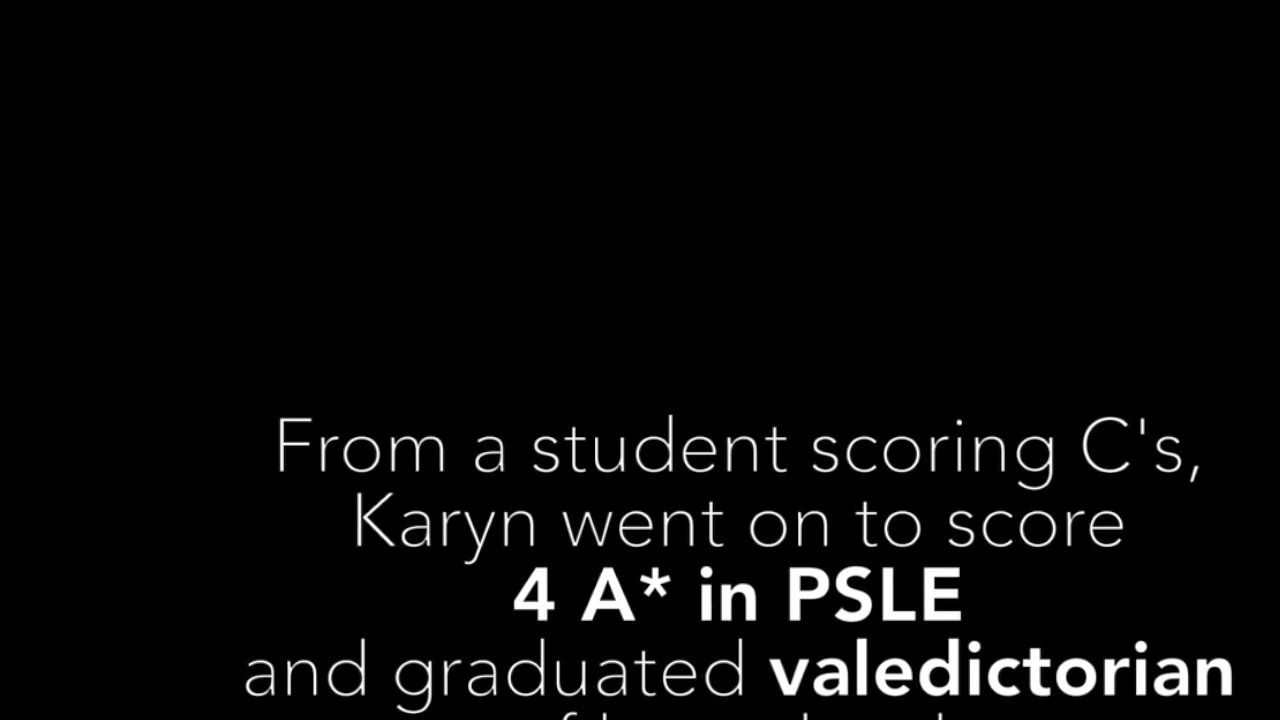 From a student scoring C's,
Karyn went on to score
4 A* in PSLE
and graduated valedictorian